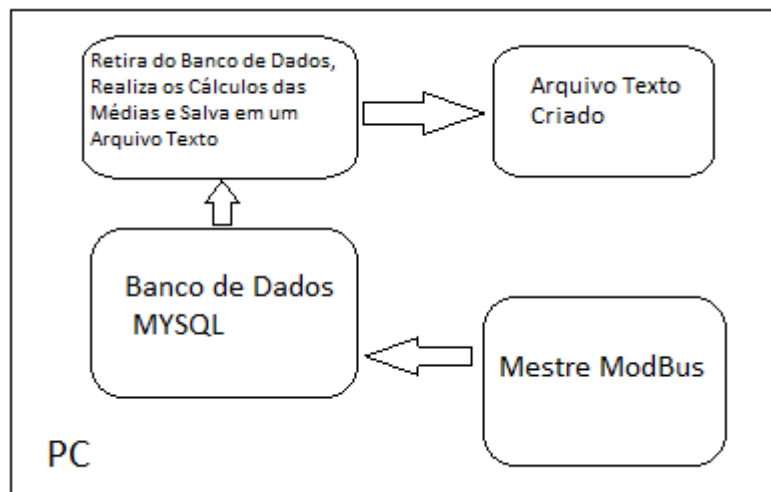 Retira do Banco de Dados,
Realiza os Cálculos das
Médias e Salva em um
Arquivo Texto
Arquivo Texto
Criado
Banco de Dados
MYSQL
Mestre ModBus
PC